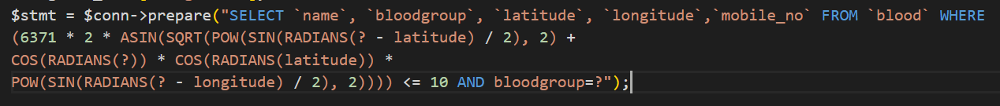 $stmt = $conn->prepare("SELECT `name`, `bloodgroup`, `latitude`, `longitude`,`mobile_no` FROM `blood` WHERE
(6371 * 2 * ASIN(SQRT(POW(SIN(RADIANS(? - latitude) / 2), 2) +
COS(RADIANS(?)) * COS(RADIANS(latitude)) *
POW(SIN(RADIANS(? - longitude) / 2), 2)))) <= 10 AND bloodgroup=?");